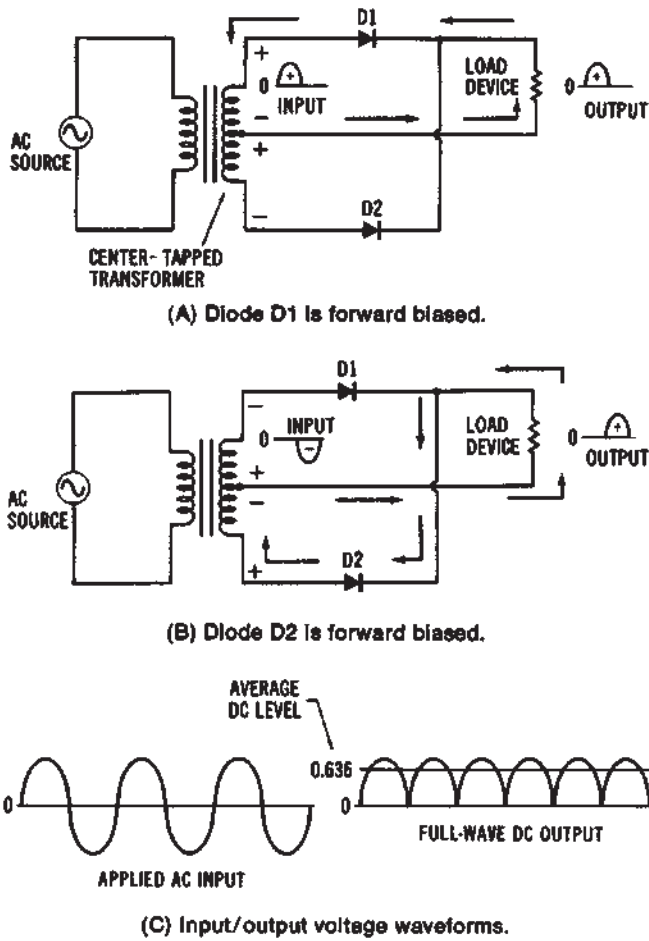 D1
+
0
+
INPUT
−
+
−
LOAD
DEVICE
0
+
OUTPUT
AC
SOURCE
D2
CENTER-TAPPED
TRANSFORMER
(A) Diode D1 is forward biased.
D1
−
INPUT
0
−
+
−
+
LOAD
DEVICE
0
+
OUTPUT
AC
SOURCE
D2
(B) Diode D2 is forward biased.
AVERAGE
DC LEVEL
0.636
0
0
APPLIED AC INPUT
FULL-WAVE DC OUTPUT
(C) Input/output voltage waveforms.